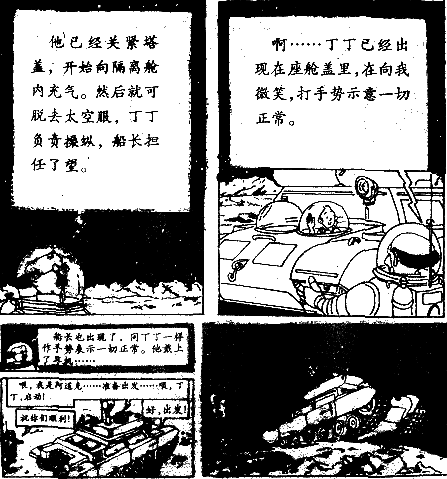 他已经关紧塔
盖，开始向隔离舱
内充气。然后就可
脱去太空服，丁丁
负责操纵，船长担
任了望。
啊……丁丁已经出
现在座舱盖里，在向我
微笑，打手势示意一切
正常。
船长也出现了，同丁丁一样
作手势表示一切正常。他戴上
了耳机……
喂，我是阿道克……准备出发……喂，丁
丁，启动！
祝你们顺利！
好，出发！